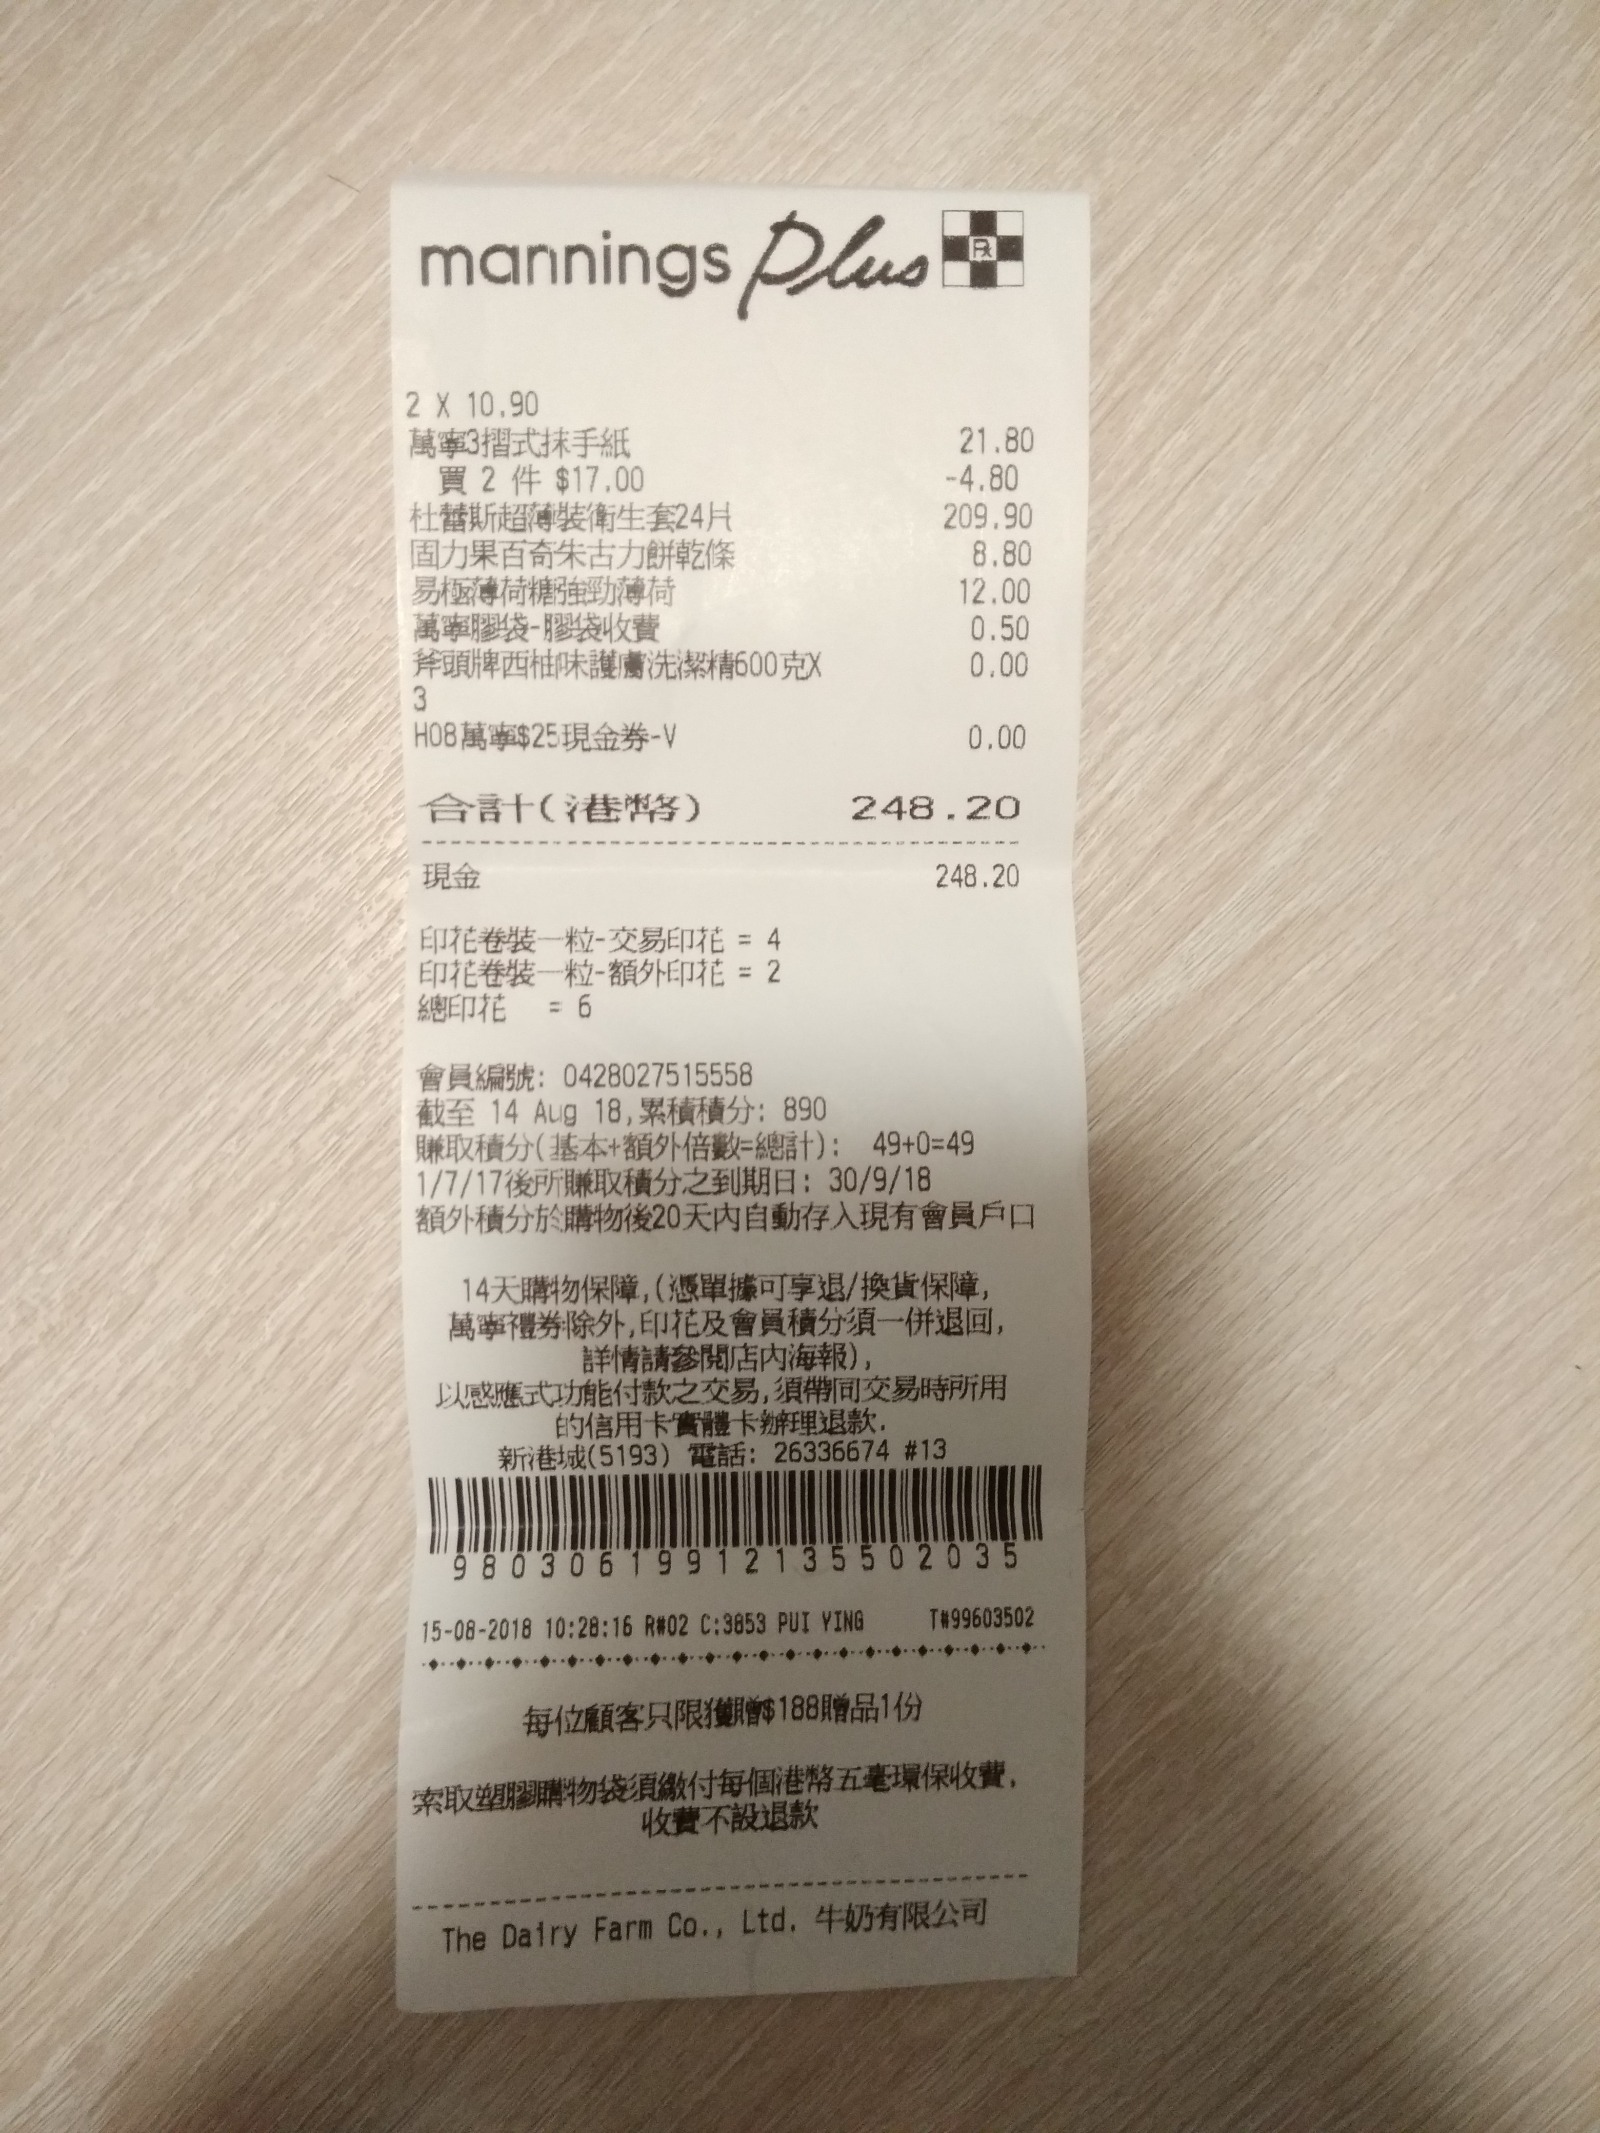 mannings Plus Rx
2 X 10.90
萬寧3摺式抹手紙 21.80
買 2 件 $17.00 -4.80
杜蕾斯超薄裝衛生套24片 209.90
固力果百奇朱古力餅乾條 8.80
易極薄荷糖強勁薄荷 12.00
萬寧膠袋-膠袋收費 0.50
斧頭牌西柚味護膚洗潔精600克X 0.00
3
H08萬寧$25現金券-V 0.00
合計(港幣) 248.20
現金 248.20
印花卷裝一粒-交易印花 = 4
印花卷裝一粒-額外印花 = 2
總印花 = 6
會員編號: 0428027515558
截至 14 Aug 18,累積積分: 890
賺取積分(基本+額外倍數=總計): 49+0=49
1/7/17後所賺取積分之到期日: 30/9/18
額外積分於購物後20天內自動存入現有會員戶口
14天購物保障,(憑單據可享退/換貨保障,
萬寧禮券除外,印花及會員積分須一併退回,
詳情請參閱店內海報),
以感應式功能付款之交易,須帶同交易時所用
的信用卡實體卡辦理退款.
新港城(5193) 電話: 26336674 #13
98030619912135502035
15-08-2018 10:28:16 R#02 C:3853 PUI YING T#99603502
每位顧客只限獲贈$188贈品1份
索取塑膠購物袋須繳付每個港幣五毫環保收費,
收費不設退款
The Dairy Farm Co., Ltd. 牛奶有限公司